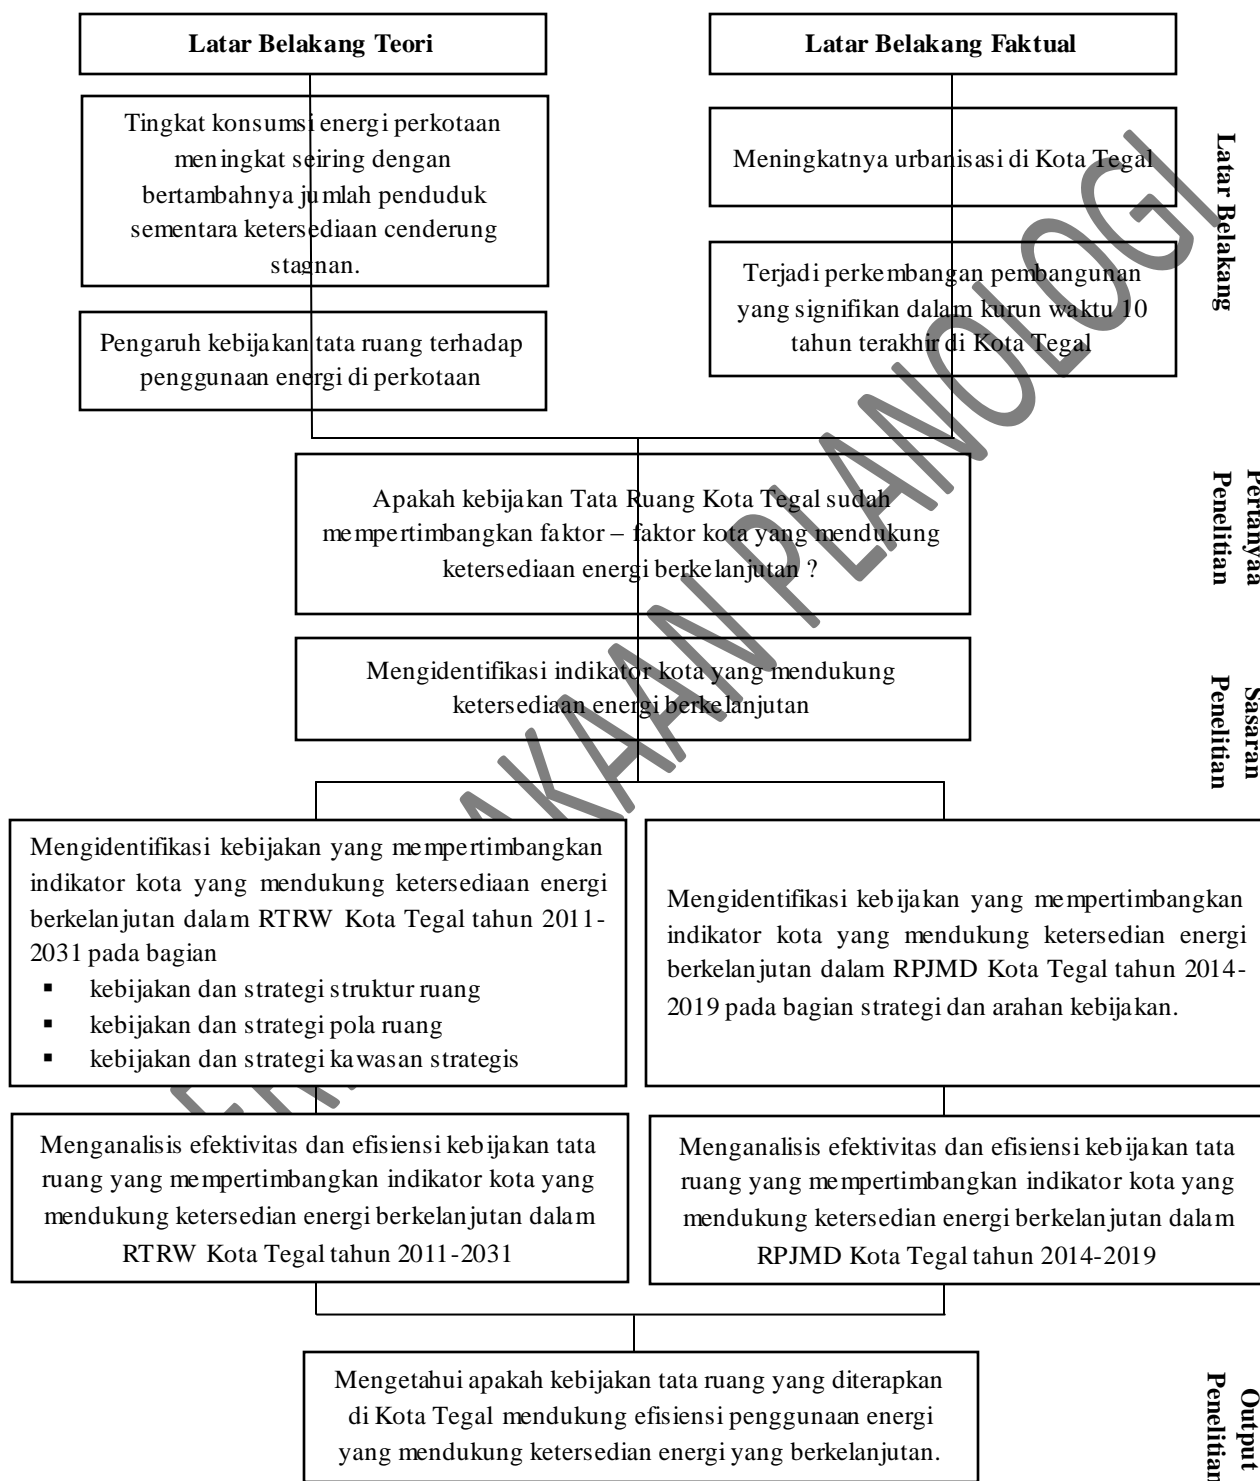 Latar Belakang Teori
Latar Belakang Faktual
Tingkat konsumsi energi perkotaan
meningkat seiring dengan
bertambahnya jumlah penduduk
sementara ketersediaan cenderung
stagnan.
Meningkatnya urbanisasi di Kota Tegal
Terjadi perkembangan pembangunan
yang signifikan dalam kurun waktu 10
tahun terakhir di Kota Tegal
Pengaruh kebijakan tata ruang terhadap
penggunaan energi di perkotaan
Latar Belakang
Apakah kebijakan Tata Ruang Kota Tegal sudah
mempertimbangkan faktor – faktor kota yang mendukung
ketersediaan energi berkelanjutan ?
Pertanyaa
Penelitian
Mengidentifikasi indikator kota yang mendukung
ketersediaan energi berkelanjutan
Sasaran
Penelitian
Mengidentifikasi kebijakan yang mempertimbangkan
indikator kota yang mendukung ketersediaan energi
berkelanjutan dalam RTRW Kota Tegal tahun 2011-
2031 pada bagian
▪ kebijakan dan strategi struktur ruang
▪ kebijakan dan strategi pola ruang
▪ kebijakan dan strategi kawasan strategis
Mengidentifikasi kebijakan yang mempertimbangkan
indikator kota yang mendukung ketersedian energi
berkelanjutan dalam RPJMD Kota Tegal tahun 2014-
2019 pada bagian strategi dan arahan kebijakan.
Menganalisis efektivitas dan efisiensi kebijakan tata
ruang yang mempertimbangkan indikator kota yang
mendukung ketersedian energi berkelanjutan dalam
RTRW Kota Tegal tahun 2011-2031
Menganalisis efektivitas dan efisiensi kebijakan tata
ruang yang mempertimbangkan indikator kota yang
mendukung ketersedian energi berkelanjutan dalam
RPJMD Kota Tegal tahun 2014-2019
Mengetahui apakah kebijakan tata ruang yang diterapkan
di Kota Tegal mendukung efisiensi penggunaan energi
yang mendukung ketersedian energi yang berkelanjutan.
Output
Penelitian
PLANOLOGI